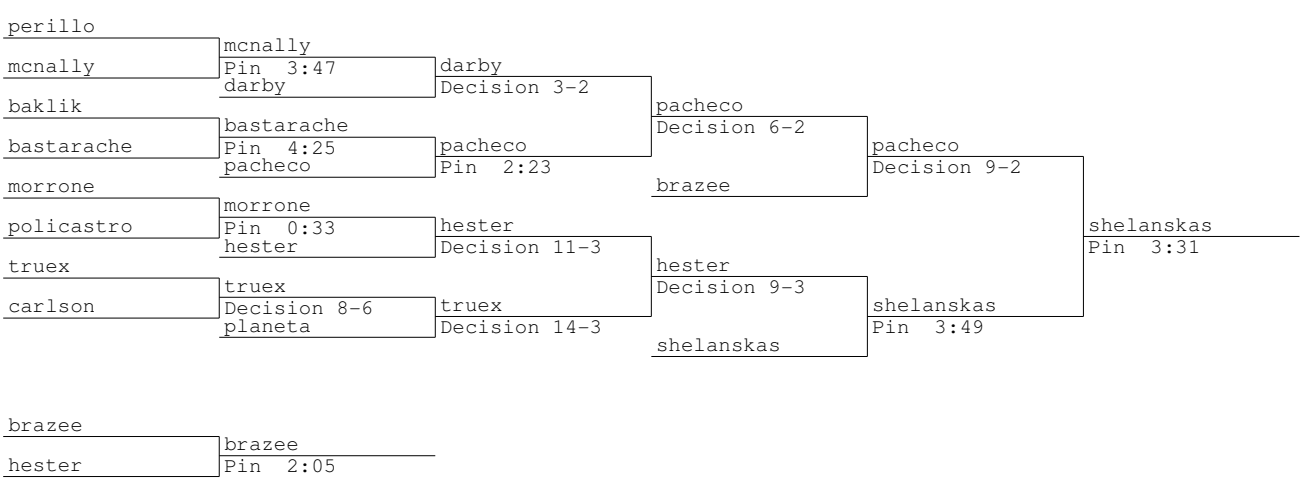 perillo
mcnally
mcnally
Pin 3:47
darby
darby
Decision 3-2
baklik
pacheco
bastarache
Decision 6-2
bastarache
Pin 4:25
pacheco
pacheco
pacheco
Pin 2:23
Decision 9-2
morrone
brazee
morrone
policastro
Pin 0:33
hester
shelanskas
hester
Decision 11-3
Pin 3:31
truex
hester
truex
Decision 9-3
carlson
Decision 8-6
truex
shelanskas
planeta
Decision 14-3
Pin 3:49
shelanskas
brazee
brazee
hester
Pin 2:05